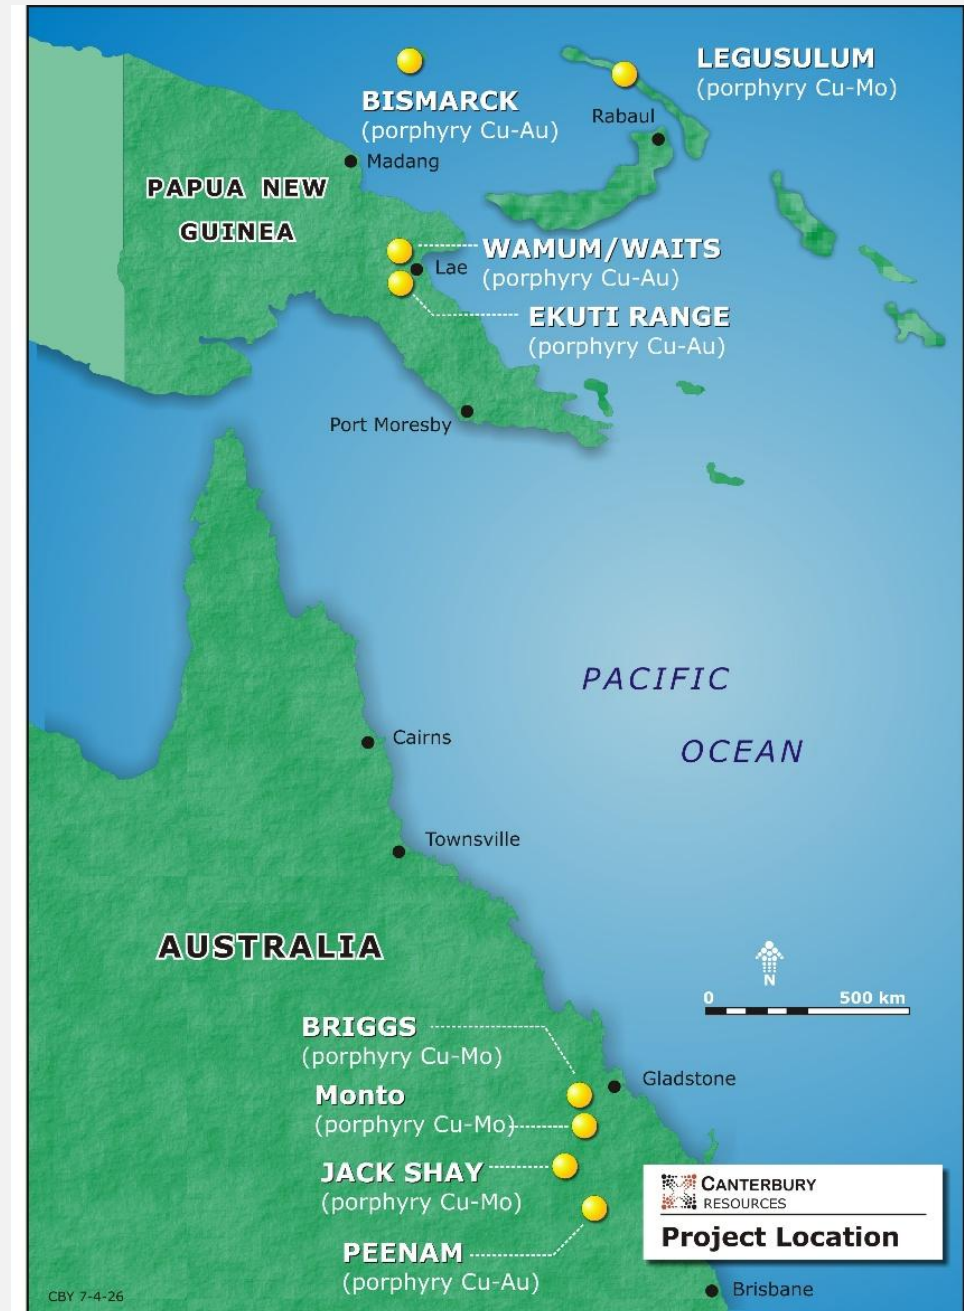 LEGUSULUM
(porphyry Cu-Mo)
BISMARCK
(porphyry Cu-Au)
Rabaul
Madang
PAPUA NEW
GUINEA
WAMUM/WAITS
(porphyry Cu-Au)
Lae
EKUTI RANGE
(porphyry Cu-Au)
Port Moresby
PACIFIC
OCEAN
Cairns
Townsville
AUSTRALIA
N
0 500 km
BRIGGS
(porphyry Cu-Mo)
Gladstone
Monto
(porphyry Cu-Mo)
JACK SHAY
(porphyry Cu-Mo)
PEENAM
(porphyry Cu-Au)
CANTERBURY
RESOURCES
Project Location
Brisbane
CBY 7-4-26